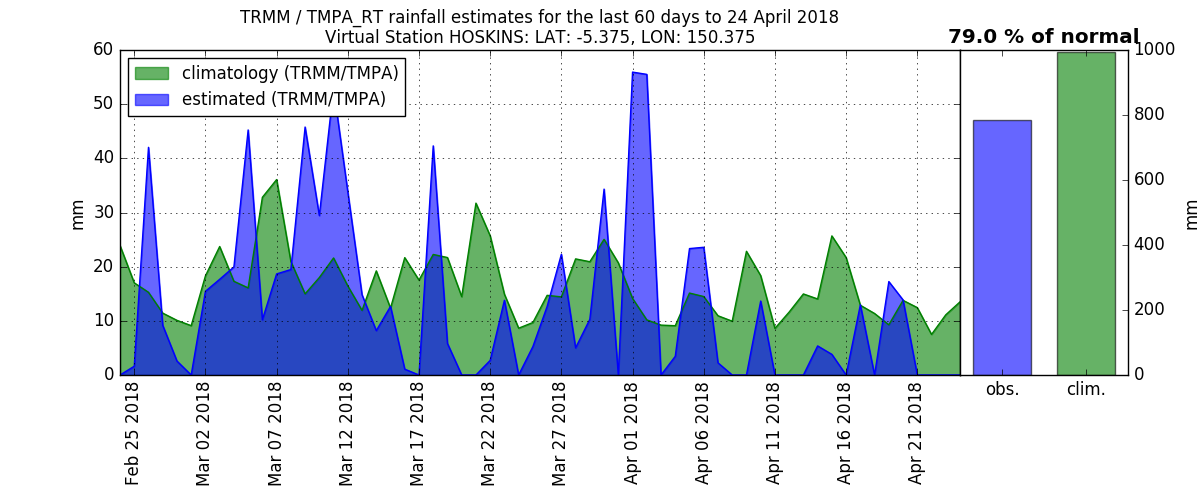 TRMM / TMPA_RT rainfall estimates for the last 60 days to 24 April 2018
Virtual Station HOSKINS: LAT: -5.375, LON: 150.375
79.0 % of normal
climatology (TRMM/TMPA)
estimated (TRMM/TMPA)
60
50
40
30
20
10
0
mm
Feb 25 2018
Mar 02 2018
Mar 07 2018
Mar 12 2018
Mar 17 2018
Mar 22 2018
Mar 27 2018
Apr 01 2018
Apr 06 2018
Apr 11 2018
Apr 16 2018
Apr 21 2018
obs.
clim.
1000
800
600
400
200
0
mm